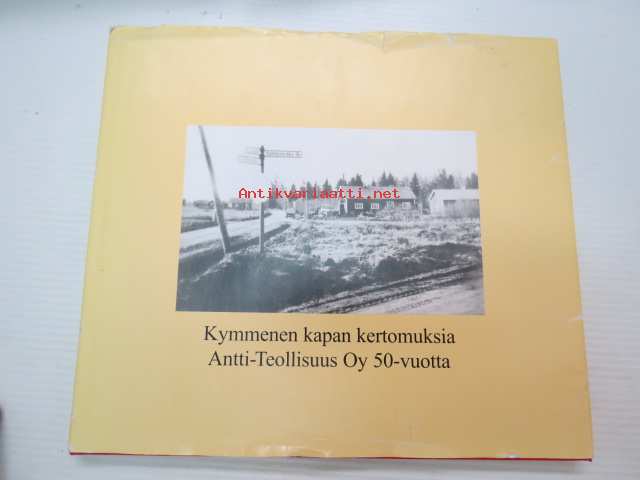 Antikvariaatti.net
Kymmenen kapan kertomuksia
Antti-Teollisuus Oy 50-vuotta